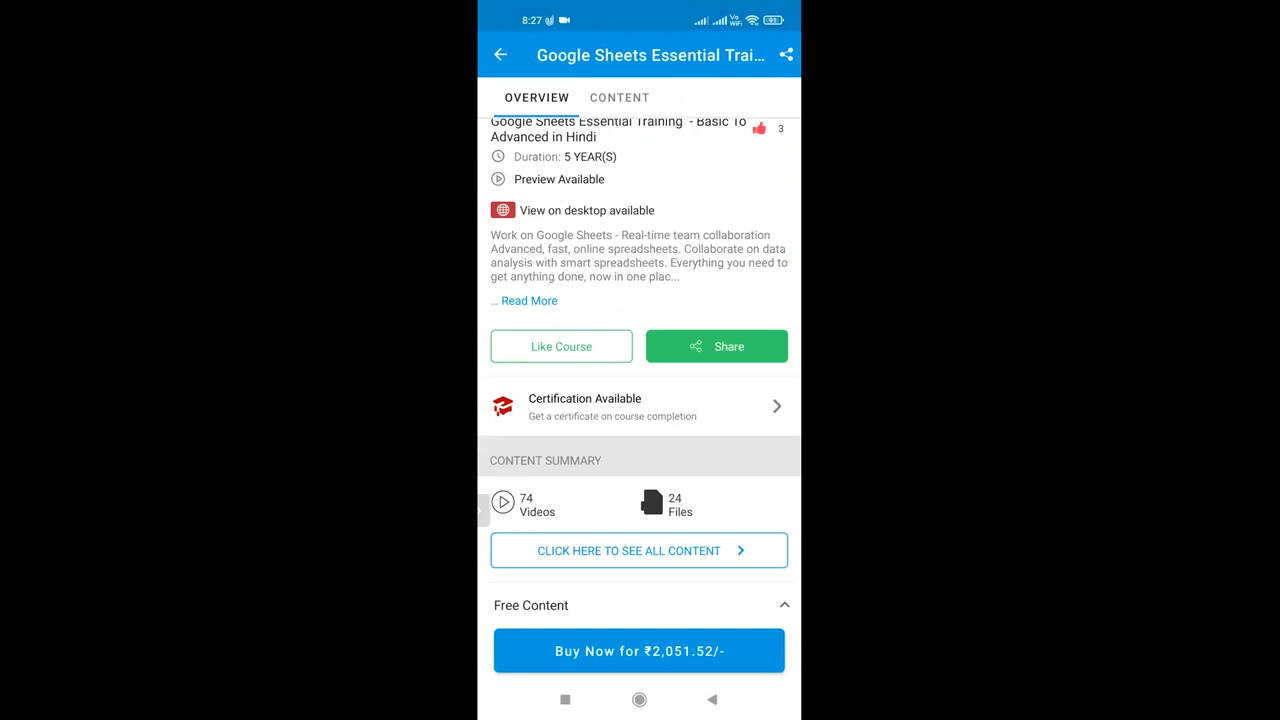 8:27
Vo
WiFi
91
Google Sheets Essential Trai...
OVERVIEW
CONTENT
Google Sheets Essential Training - Basic To
Advanced in Hindi
3
Duration: 5 YEAR(S)
Preview Available
View on desktop available
Work on Google Sheets - Real-time team collaboration
Advanced, fast, online spreadsheets. Collaborate on data
analysis with smart spreadsheets. Everything you need to
get anything done, now in one plac...
... Read More
Like Course
Share
Certification Available
Get a certificate on course completion
CONTENT SUMMARY
74
Videos
24
Files
CLICK HERE TO SEE ALL CONTENT
Free Content
Buy Now for ₹2,051.52/-